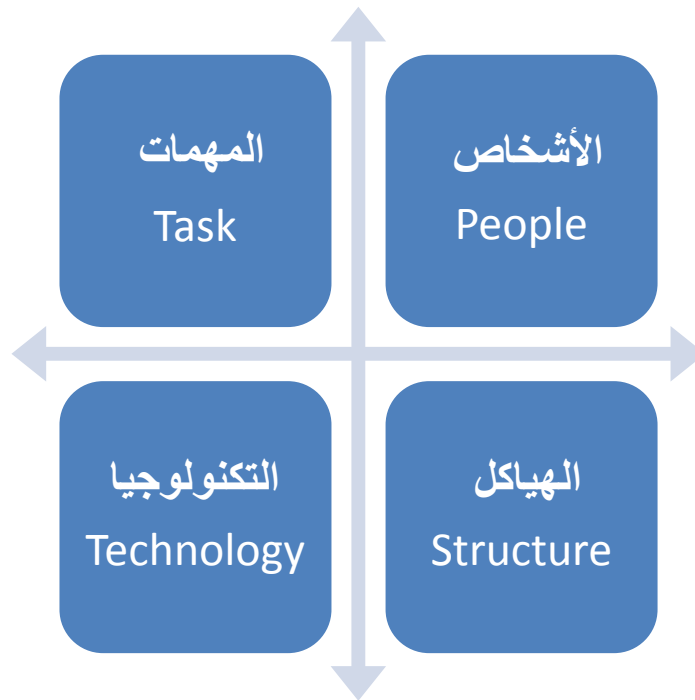 المهمات
Task
الأشخاص
People
التكنولوجيا
Technology
الهياكل
Structure